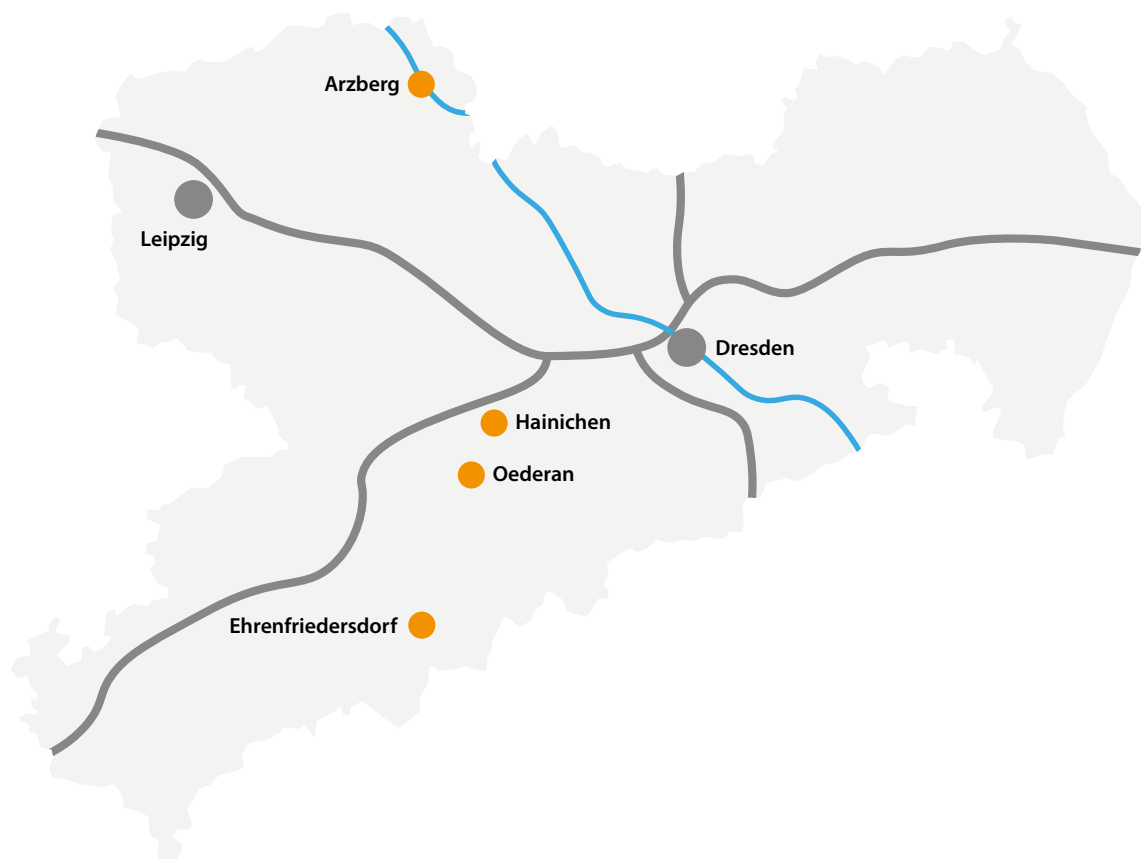 Arzberg
Leipzig
Dresden
Hainichen
Oederan
Ehrenfriedersdorf